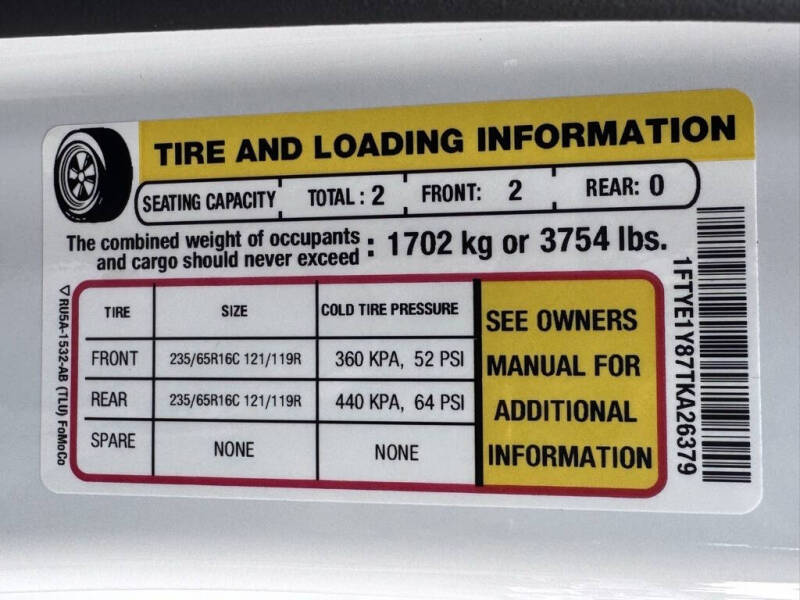 TIRE AND LOADING INFORMATION
SEATING CAPACITY TOTAL : 2 FRONT: 2 REAR: 0
The combined weight of occupants
and cargo should never exceed : 1702 kg or 3754 lbs.
TIRE SIZE COLD TIRE PRESSURE
FRONT 235/65R16C 121/119R 360 KPA, 52 PSI
REAR 235/65R16C 121/119R 440 KPA, 64 PSI
SPARE NONE NONE
SEE OWNERS
MANUAL FOR
ADDITIONAL
INFORMATION
1FTYE1Y87TKA26379
RU5A-1532-AB (TLU) FoMoCo